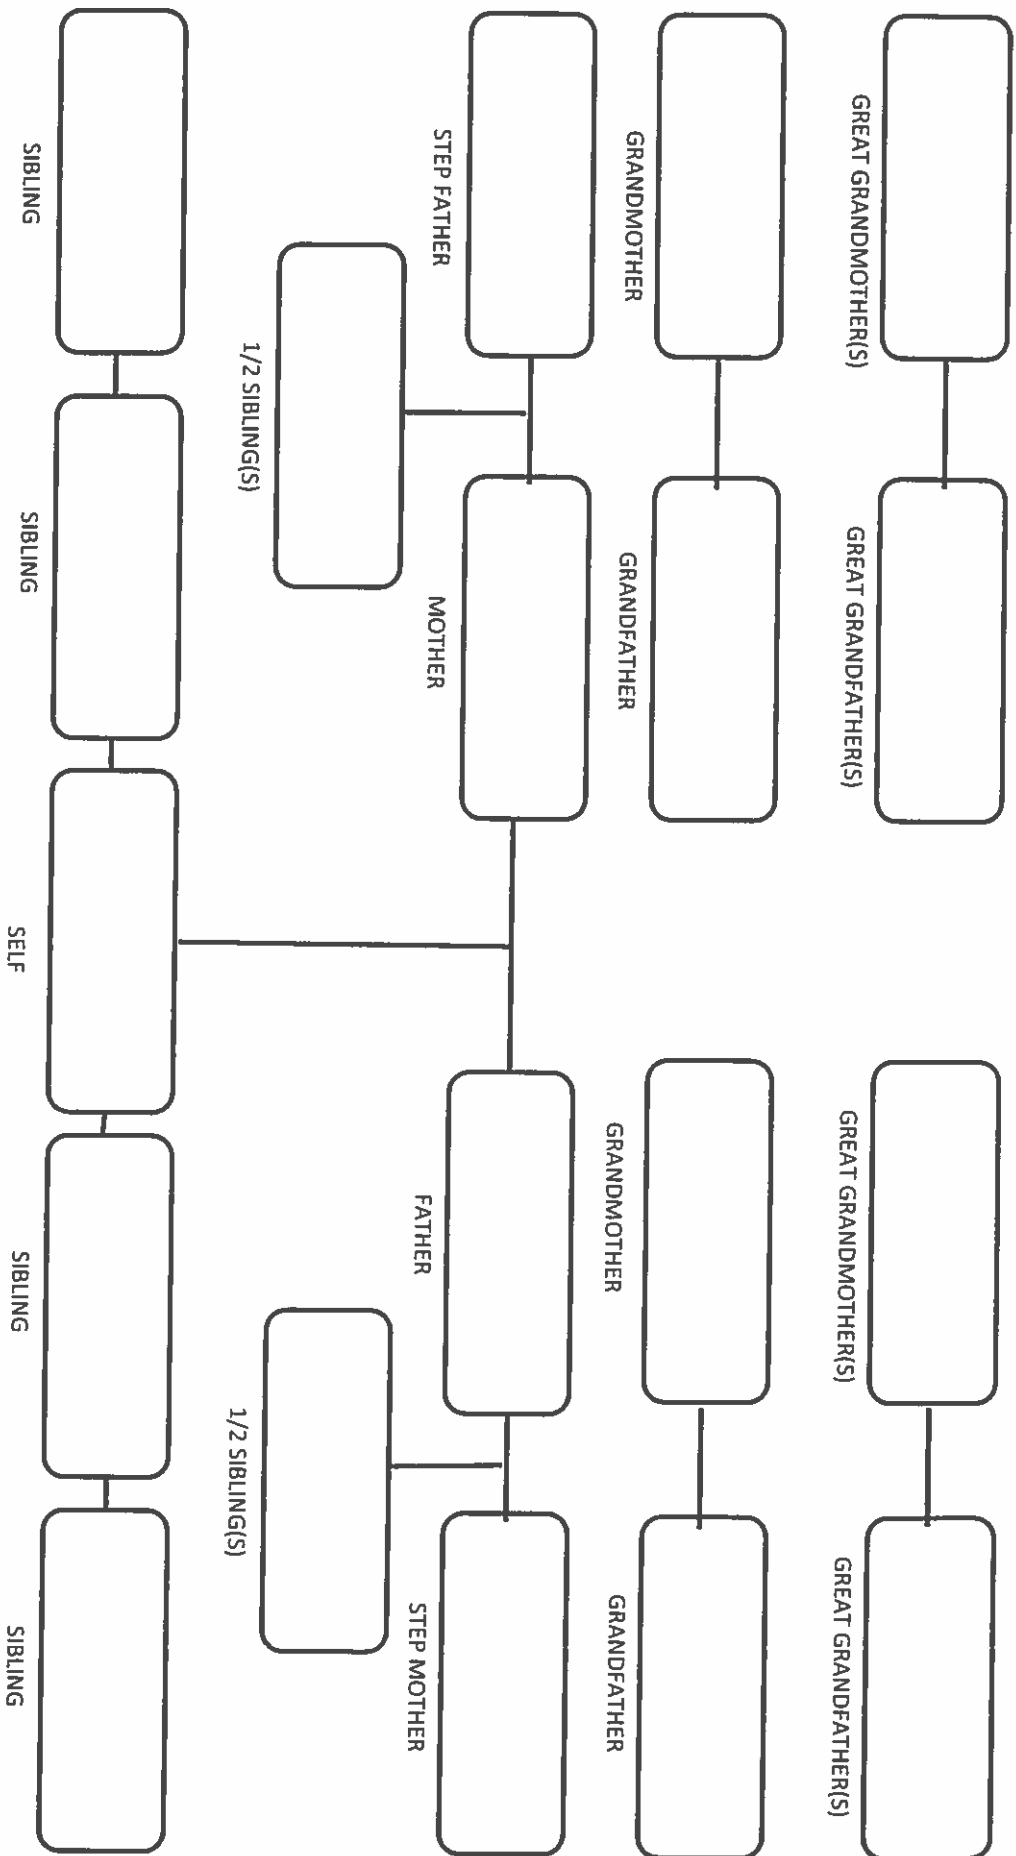 GREAT GRANDMOTHER(S)
GREAT GRANDFATHER(S)
GREAT GRANDMOTHER(S)
GREAT GRANDFATHER(S)
GRANDMOTHER
GRANDFATHER
GRANDMOTHER
GRANDFATHER
STEP FATHER
MOTHER
FATHER
STEP MOTHER
1/2 SIBLING(S)
1/2 SIBLING(S)
SIBLING
SIBLING
SELF
SIBLING
SIBLING